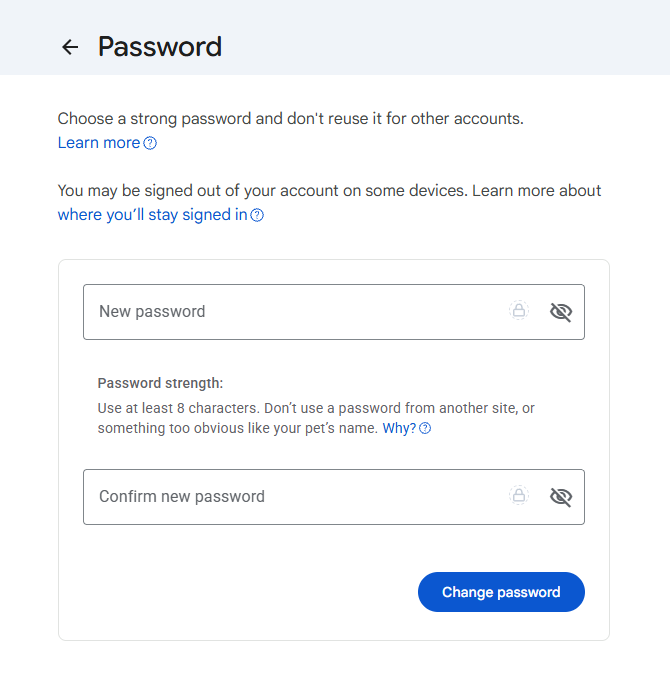 Password
Choose a strong password and don't reuse it for other accounts.
Learn more
You may be signed out of your account on some devices. Learn more about
where you’ll stay signed in
New password
Password strength:
Use at least 8 characters. Don’t use a password from another site, or
something too obvious like your pet’s name. Why?
Confirm new password
Change password